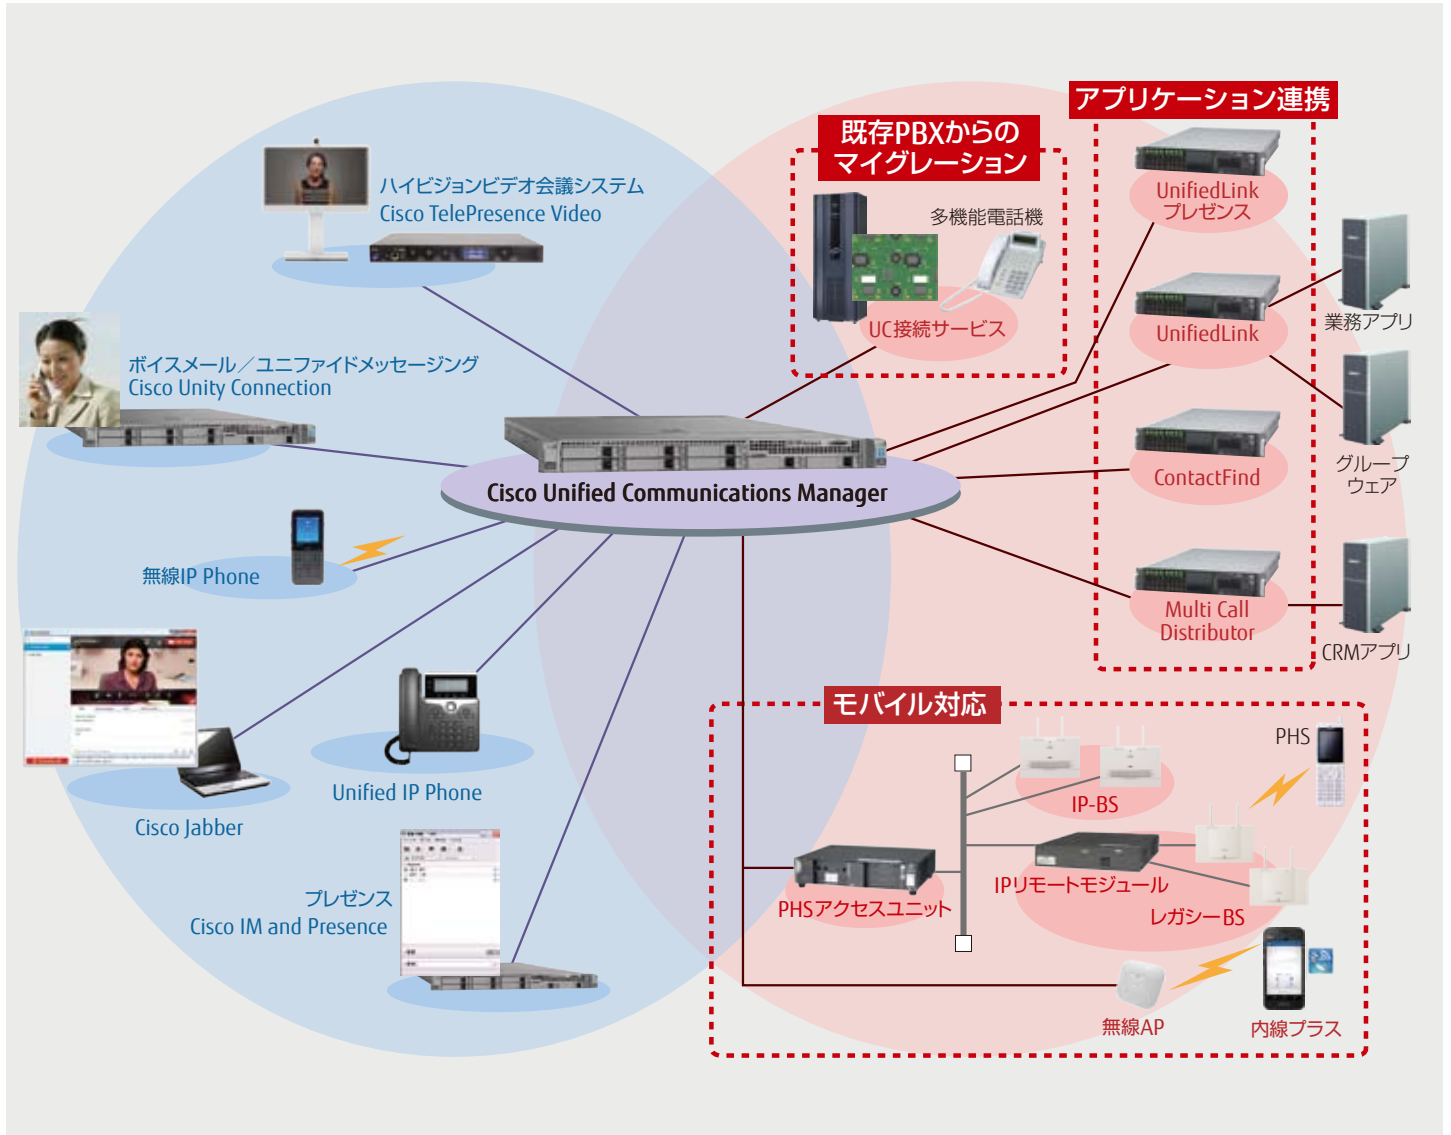 アプリケーション連携
既存PBXからの
マイグレーション
UnifiedLink
プレゼンス
ハイビジョンビデオ会議システム
Cisco TelePresence Video
多機能電話機
UC接続サービス
UnifiedLink
業務アプリ
ボイスメール／ユニファイドメッセージング
Cisco Unity Connection
グループ
ウェア
ContactFind
Cisco Unified Communications Manager
無線IP Phone
Multi Call
Distributor
CRMアプリ
モバイル対応
PHS
Unified IP Phone
IP-BS
Cisco Jabber
IPリモートモジュール
PHSアクセスユニット
レガシーBS
プレゼンス
Cisco IM and Presence
無線AP
内線プラス